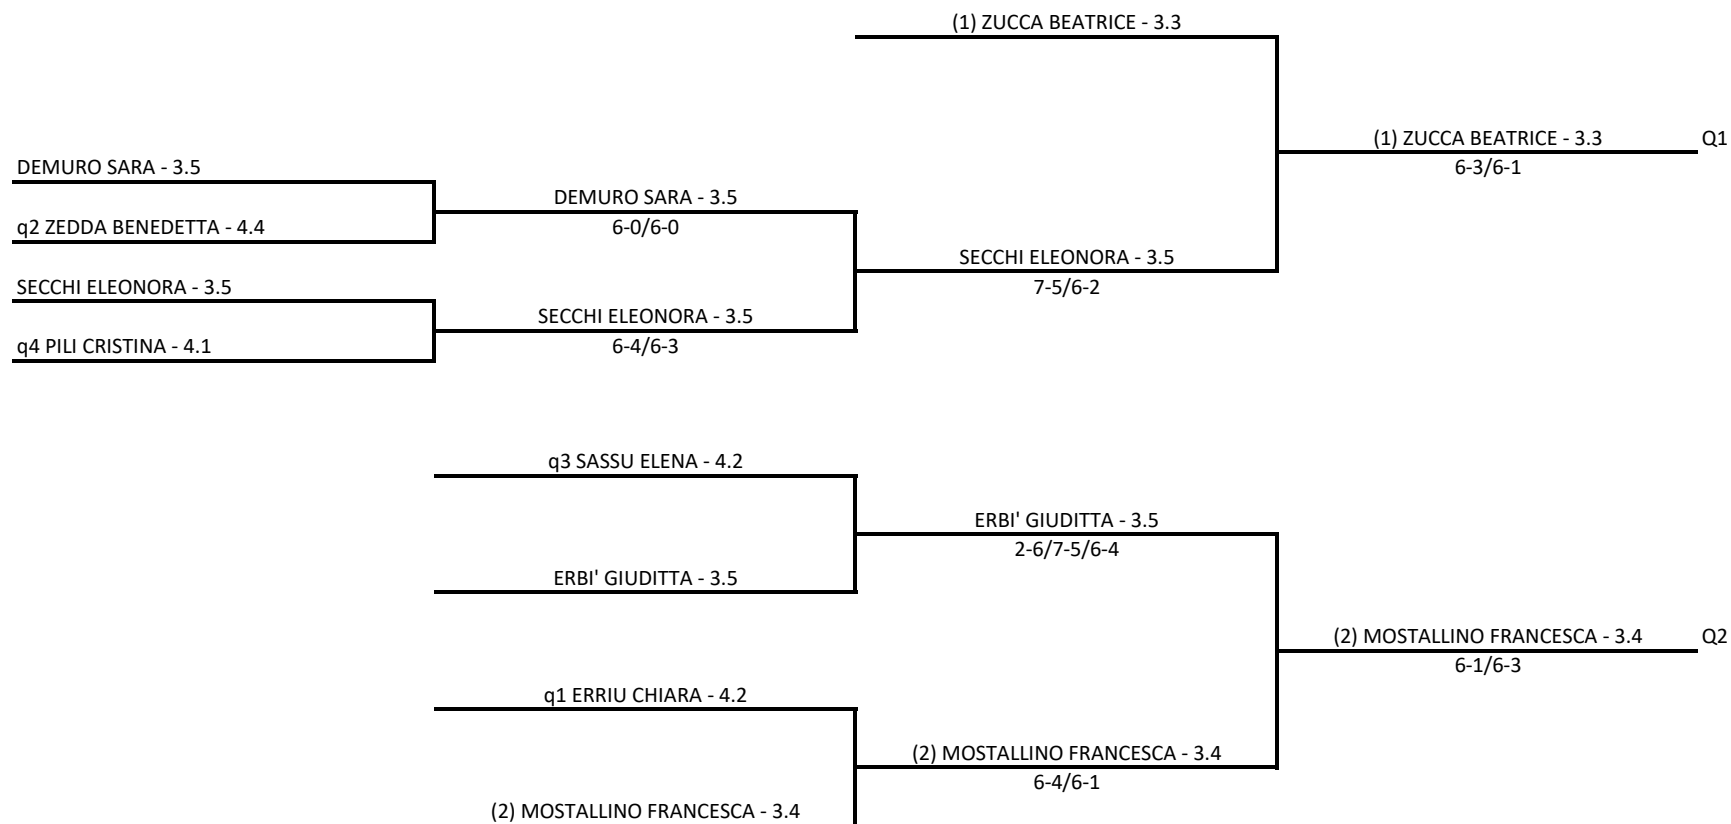 (1) ZUCCA BEATRICE - 3.3
(1) ZUCCA BEATRICE - 3.3 Q1
6-3/6-1
DEMURO SARA - 3.5
DEMURO SARA - 3.5
6-0/6-0
q2 ZEDDA BENEDETTA - 4.4
SECCHI ELEONORA - 3.5
7-5/6-2
SECCHI ELEONORA - 3.5
SECCHI ELEONORA - 3.5
6-4/6-3
q4 PILI CRISTINA - 4.1
q3 SASSU ELENA - 4.2
ERBI' GIUDITTA - 3.5
2-6/7-5/6-4
ERBI' GIUDITTA - 3.5
(2) MOSTALLINO FRANCESCA - 3.4 Q2
6-1/6-3
q1 ERRIU CHIARA - 4.2
(2) MOSTALLINO FRANCESCA - 3.4
6-4/6-1
(2) MOSTALLINO FRANCESCA - 3.4